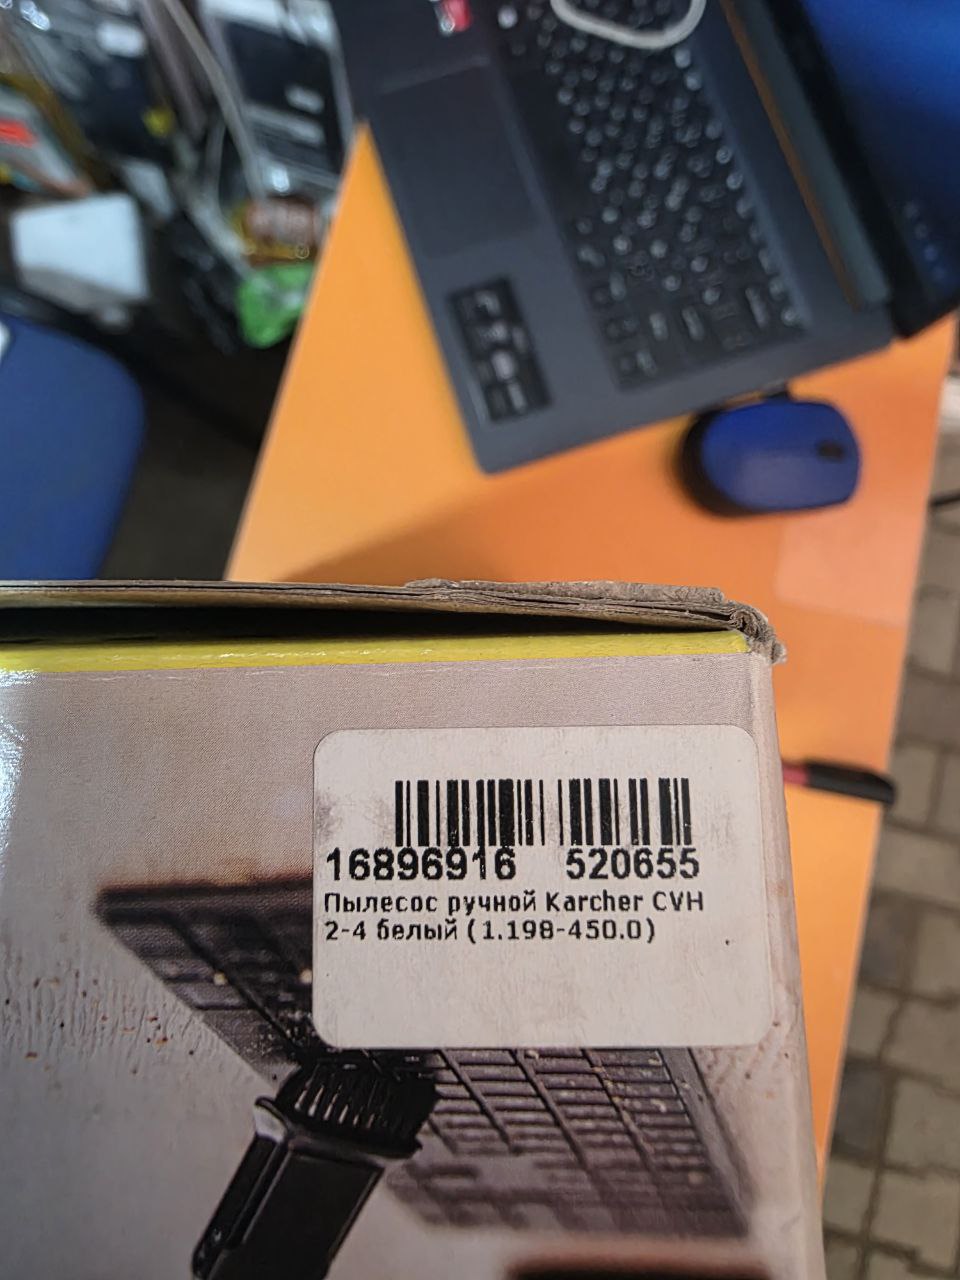 16896916 520655
Пылесос ручной Karcher CVH
2-4 белый (1.198-450.0)